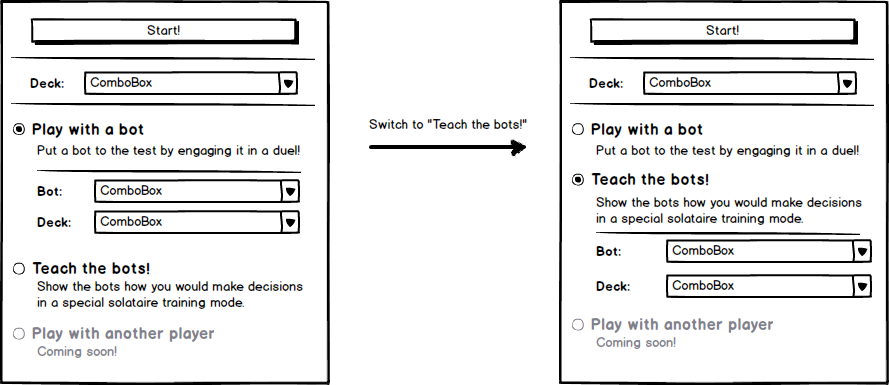 Start!
Deck: ComboBox
Play with a bot
Put a bot to the test by engaging it in a duel!
Bot: ComboBox
Deck: ComboBox
Teach the bots!
Show the bots how you would make decisions
in a special solataire training mode.
Play with another player
Coming soon!
Switch to "Teach the bots!"
Start!
Deck: ComboBox
Play with a bot
Put a bot to the test by engaging it in a duel!
Teach the bots!
Show the bots how you would make decisions
in a special solataire training mode.
Bot: ComboBox
Deck: ComboBox
Play with another player
Coming soon!